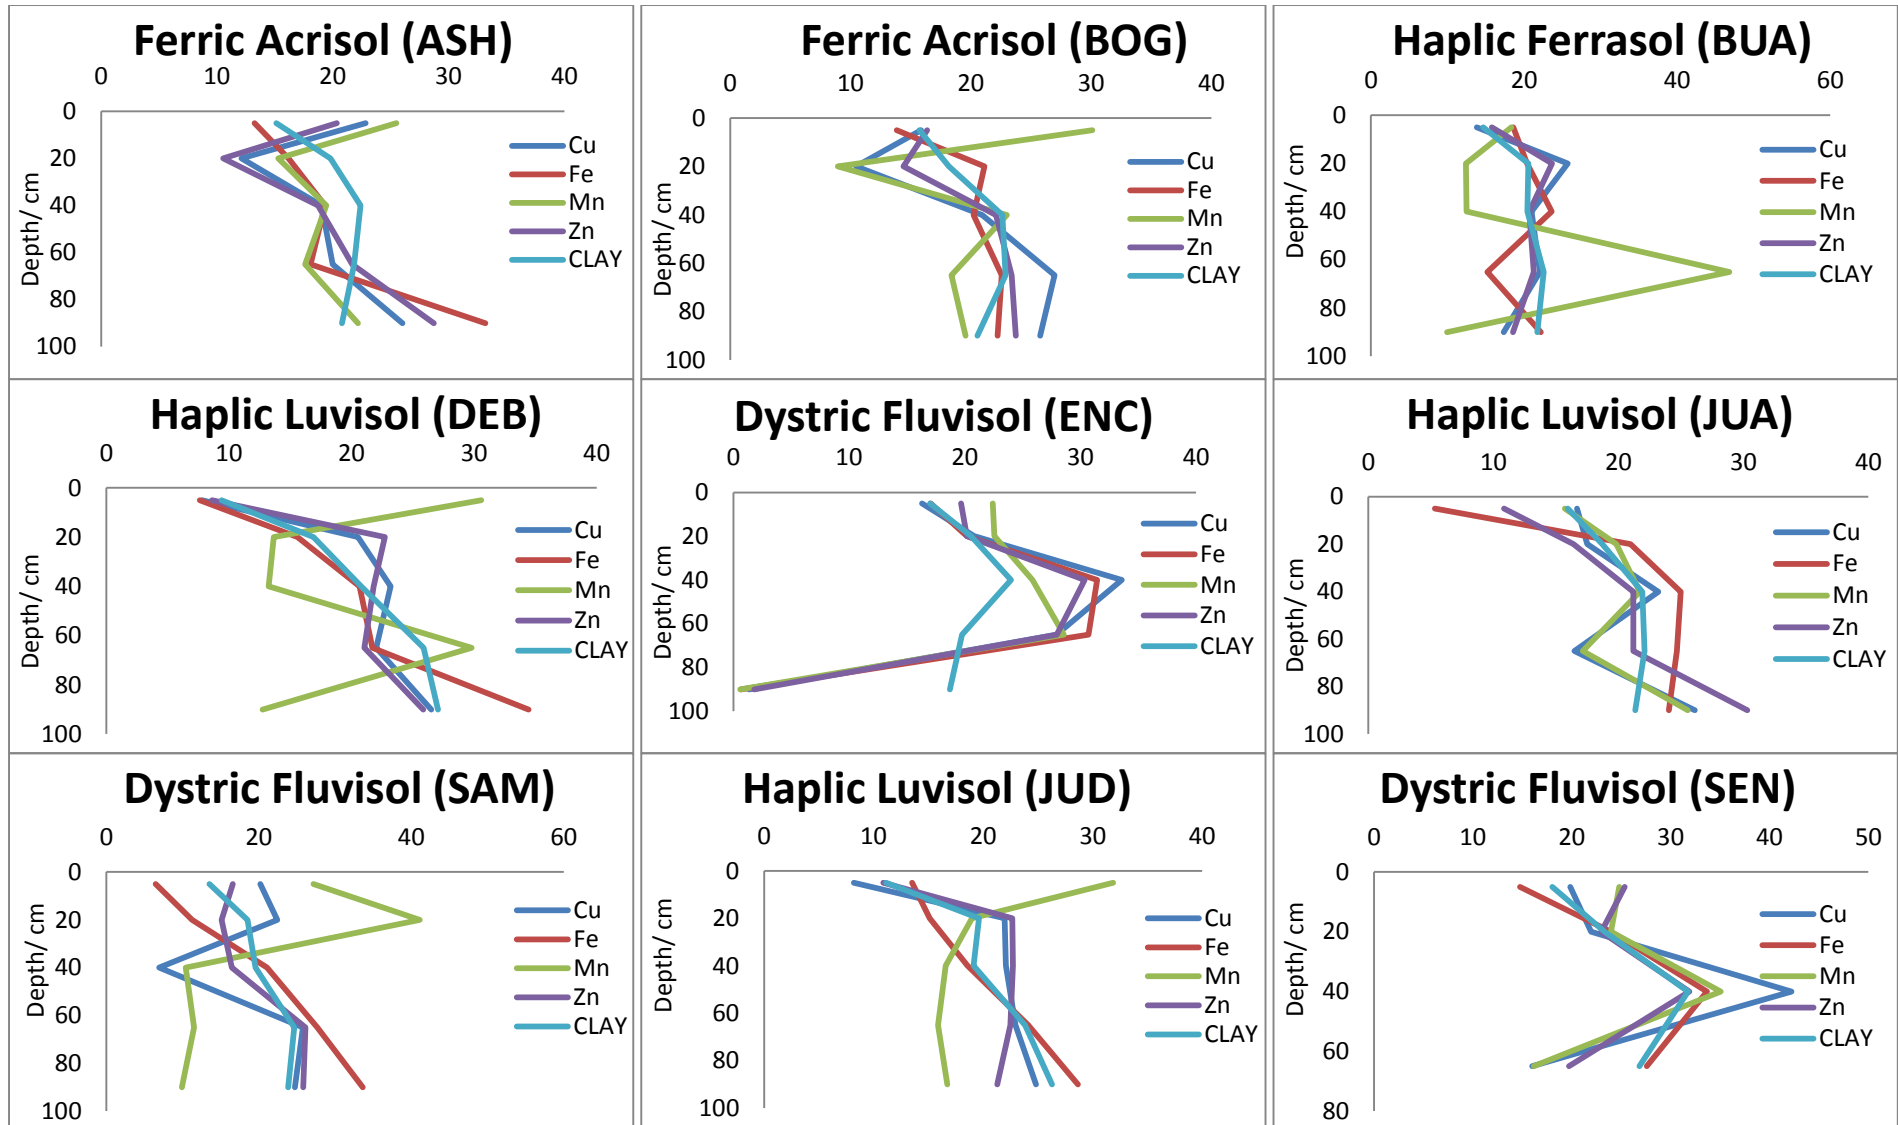 Ferric Acrisol (ASH)
0 10 20 30 40
0
20
40
60
80
100
Depth/ cm
Cu
Fe
Mn
Zn
CLAY
Ferric Acrisol (BOG)
0 10 20 30 40
0
20
40
60
80
100
Depth/ cm
Cu
Fe
Mn
Zn
CLAY
Haplic Ferrasol (BUA)
0 20 40 60
0
20
40
60
80
100
Depth/ cm
Cu
Fe
Mn
Zn
CLAY
Haplic Luvisol (DEB)
0 10 20 30 40
0
20
40
60
80
100
Depth/ cm
Cu
Fe
Mn
Zn
CLAY
Dystric Fluvisol (ENC)
0 10 20 30 40
0
20
40
60
80
100
Depth/ cm
Cu
Fe
Mn
Zn
CLAY
Haplic Luvisol (JUA)
0 10 20 30 40
0
20
40
60
80
100
Depth/ cm
Cu
Fe
Mn
Zn
CLAY
Dystric Fluvisol (SAM)
0 20 40 60
0
20
40
60
80
100
Depth/ cm
Cu
Fe
Mn
Zn
CLAY
Haplic Luvisol (JUD)
0 10 20 30 40
0
20
40
60
80
100
Depth/ cm
Cu
Fe
Mn
Zn
CLAY
Dystric Fluvisol (SEN)
0 10 20 30 40 50
0
20
40
60
80
Depth/ cm
Cu
Fe
Mn
Zn
CLAY